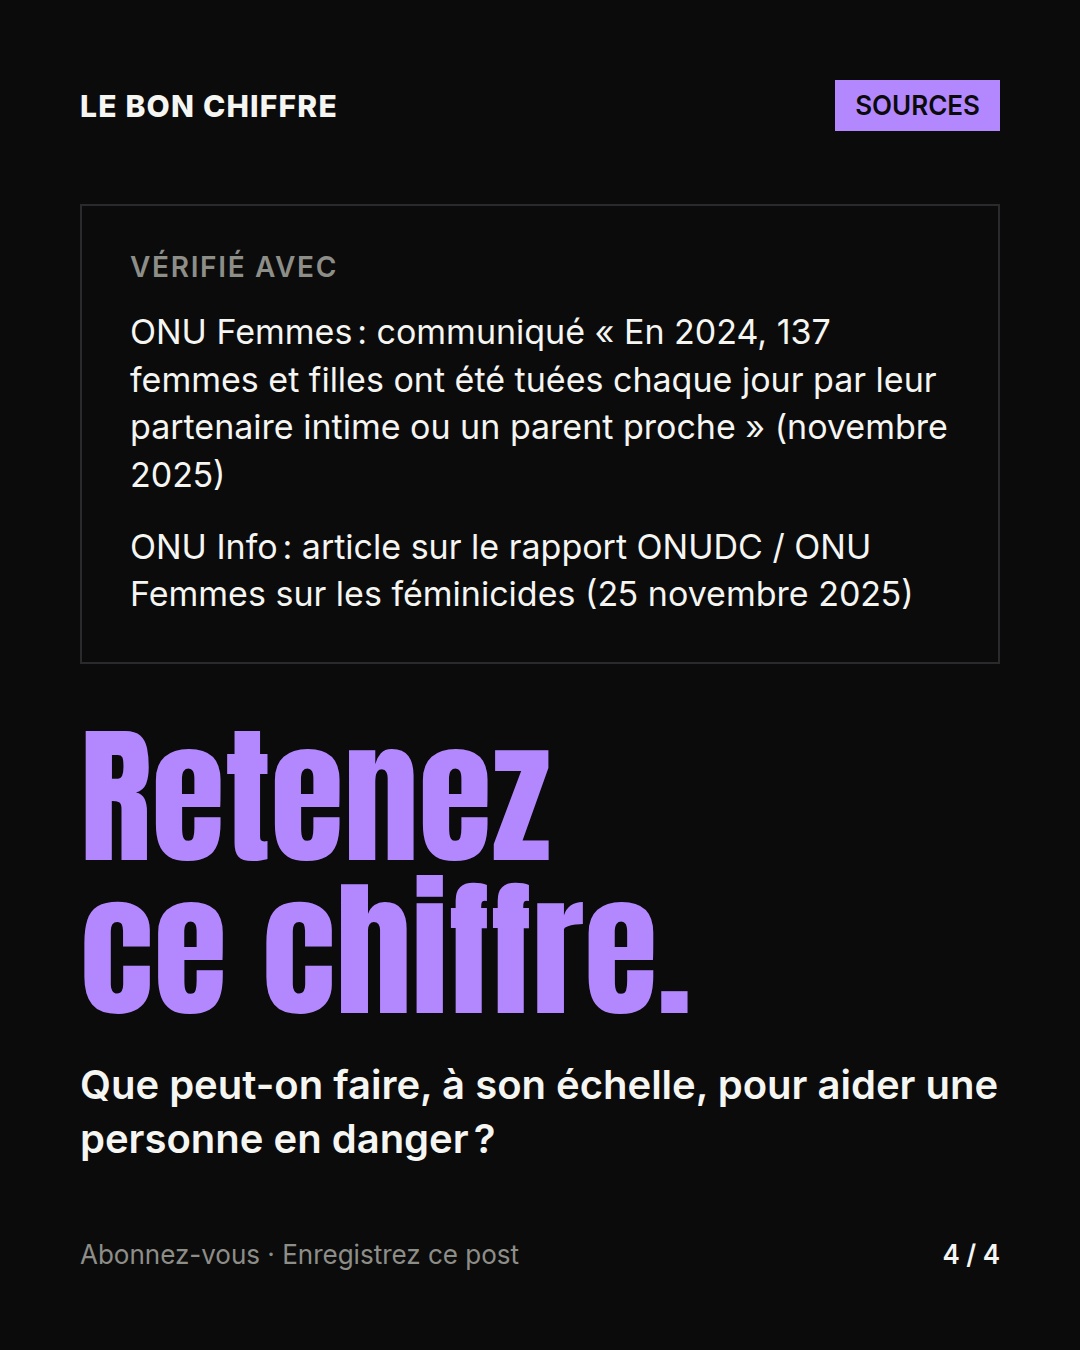 LE BON CHIFFRE
SOURCES
VÉRIFIÉ AVEC
ONU Femmes : communiqué « En 2024, 137
femmes et filles ont été tuées chaque jour par leur
partenaire intime ou un parent proche » (novembre
2025)
ONU Info : article sur le rapport ONUDC / ONU
Femmes sur les féminicides (25 novembre 2025)
Retenez
ce chiffre.
Que peut-on faire, à son échelle, pour aider une
personne en danger ?
Abonnez-vous · Enregistrez ce post
4 / 4